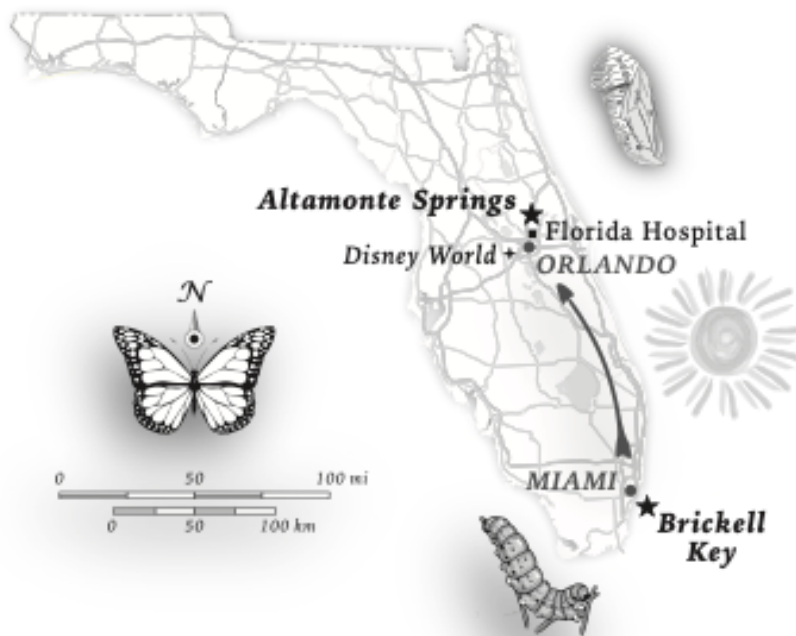 Altamonte Springs
Florida Hospital
Disney World
ORLANDO
N
0 50 100 mi
0 50 100 km
MIAMI
Brickell
Key